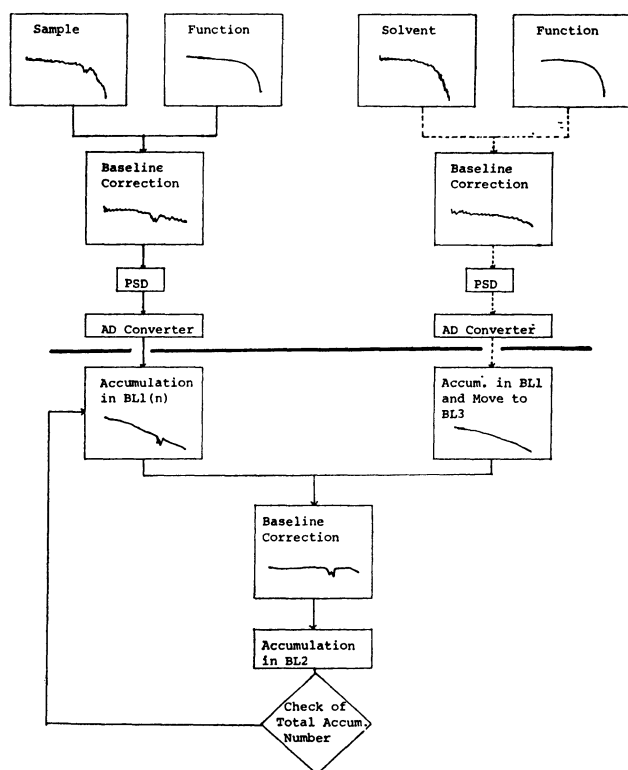 Sample
Function
Solvent
Function
Baseline
Correction
Baseline
Correction
PSD
PSD
AD Converter
AD Converter
Accumulation
in BL1(n)
Accum. in BL1
and Move to
BL3
Baseline
Correction
Accumulation
in BL2
Check of
Total Accum.
Number